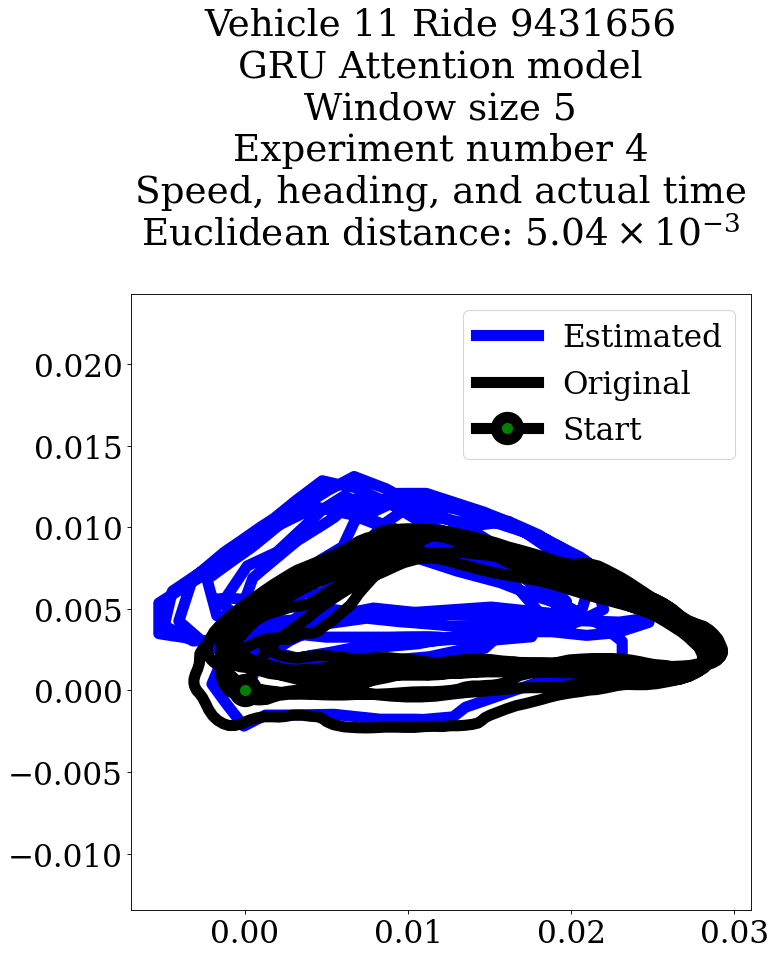 Vehicle 11 Ride 9431656
GRU Attention model
Window size 5
Experiment number 4
Speed, heading, and actual time
Euclidean distance: 5.04 × 10⁻³
Estimated
Original
Start
0.020
0.015
0.010
0.005
0.000
−0.005
−0.010
0.00 0.01 0.02 0.03